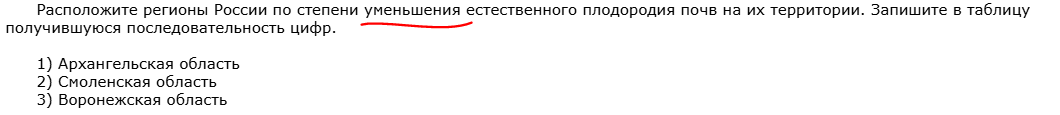 Расположите регионы России по степени уменьшения естественного плодородия почв на их территории. Запишите в таблицу
получившуюся последовательность цифр.
1) Архангельская область
2) Смоленская область
3) Воронежская область